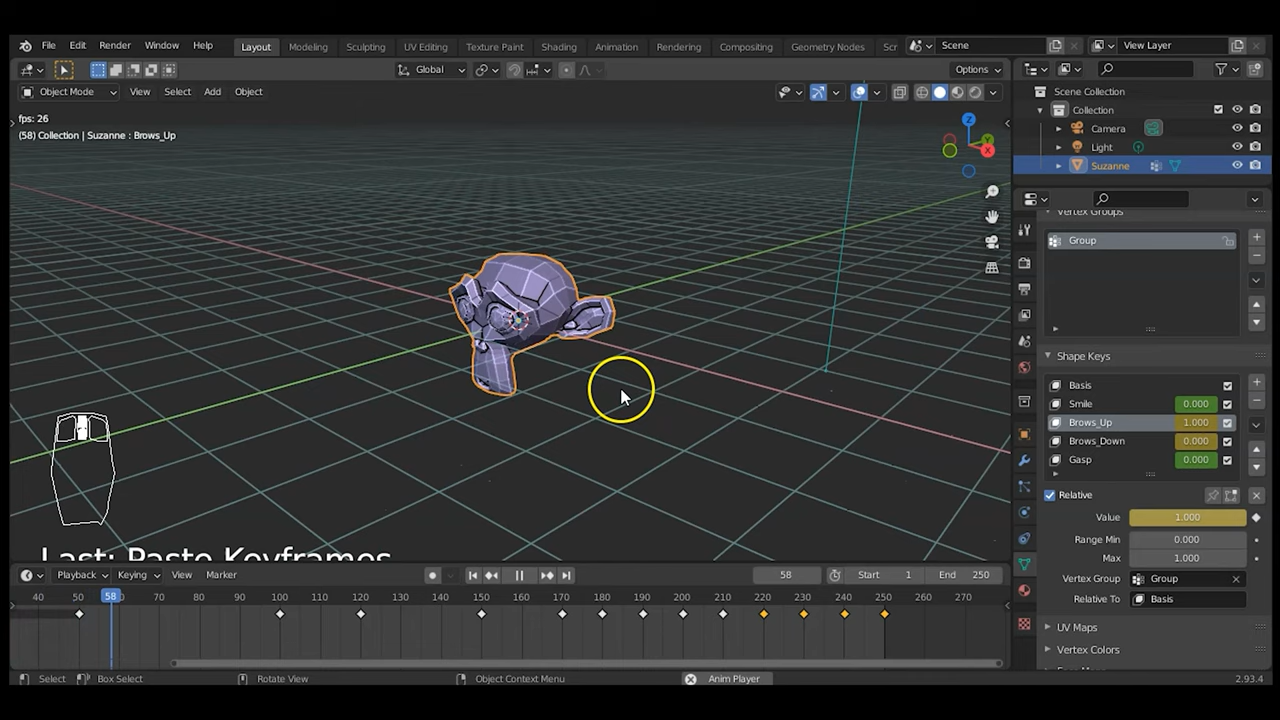 File Edit Render Window Help Layout Modeling Sculpting UV Editing Texture Paint Shading Animation Rendering Compositing Geometry Nodes Scr Scene View Layer
Global Options
Object Mode View Select Add Object
fps: 26
(58) Collection | Suzanne : Brows_Up
Z
Y
X
Scene Collection
Collection
Camera
Light
Suzanne
Vertex Groups
Group
Shape Keys
Basis
Smile 0.000
Brows_Up 1.000
Brows_Down 0.000
Gasp 0.000
Relative
Value 1.000
Range Min 0.000
Max 1.000
Vertex Group Group
Relative To Basis
UV Maps
Vertex Colors
Last: Paste Keyframes
Playback Keying View Marker 58 Start 1 End 250
40 50 58 70 80 90 100 110 120 130 140 150 160 170 180 190 200 210 220 230 240 250 260 270
Select Box Select Rotate View Object Context Menu Anim Player 2.93.4